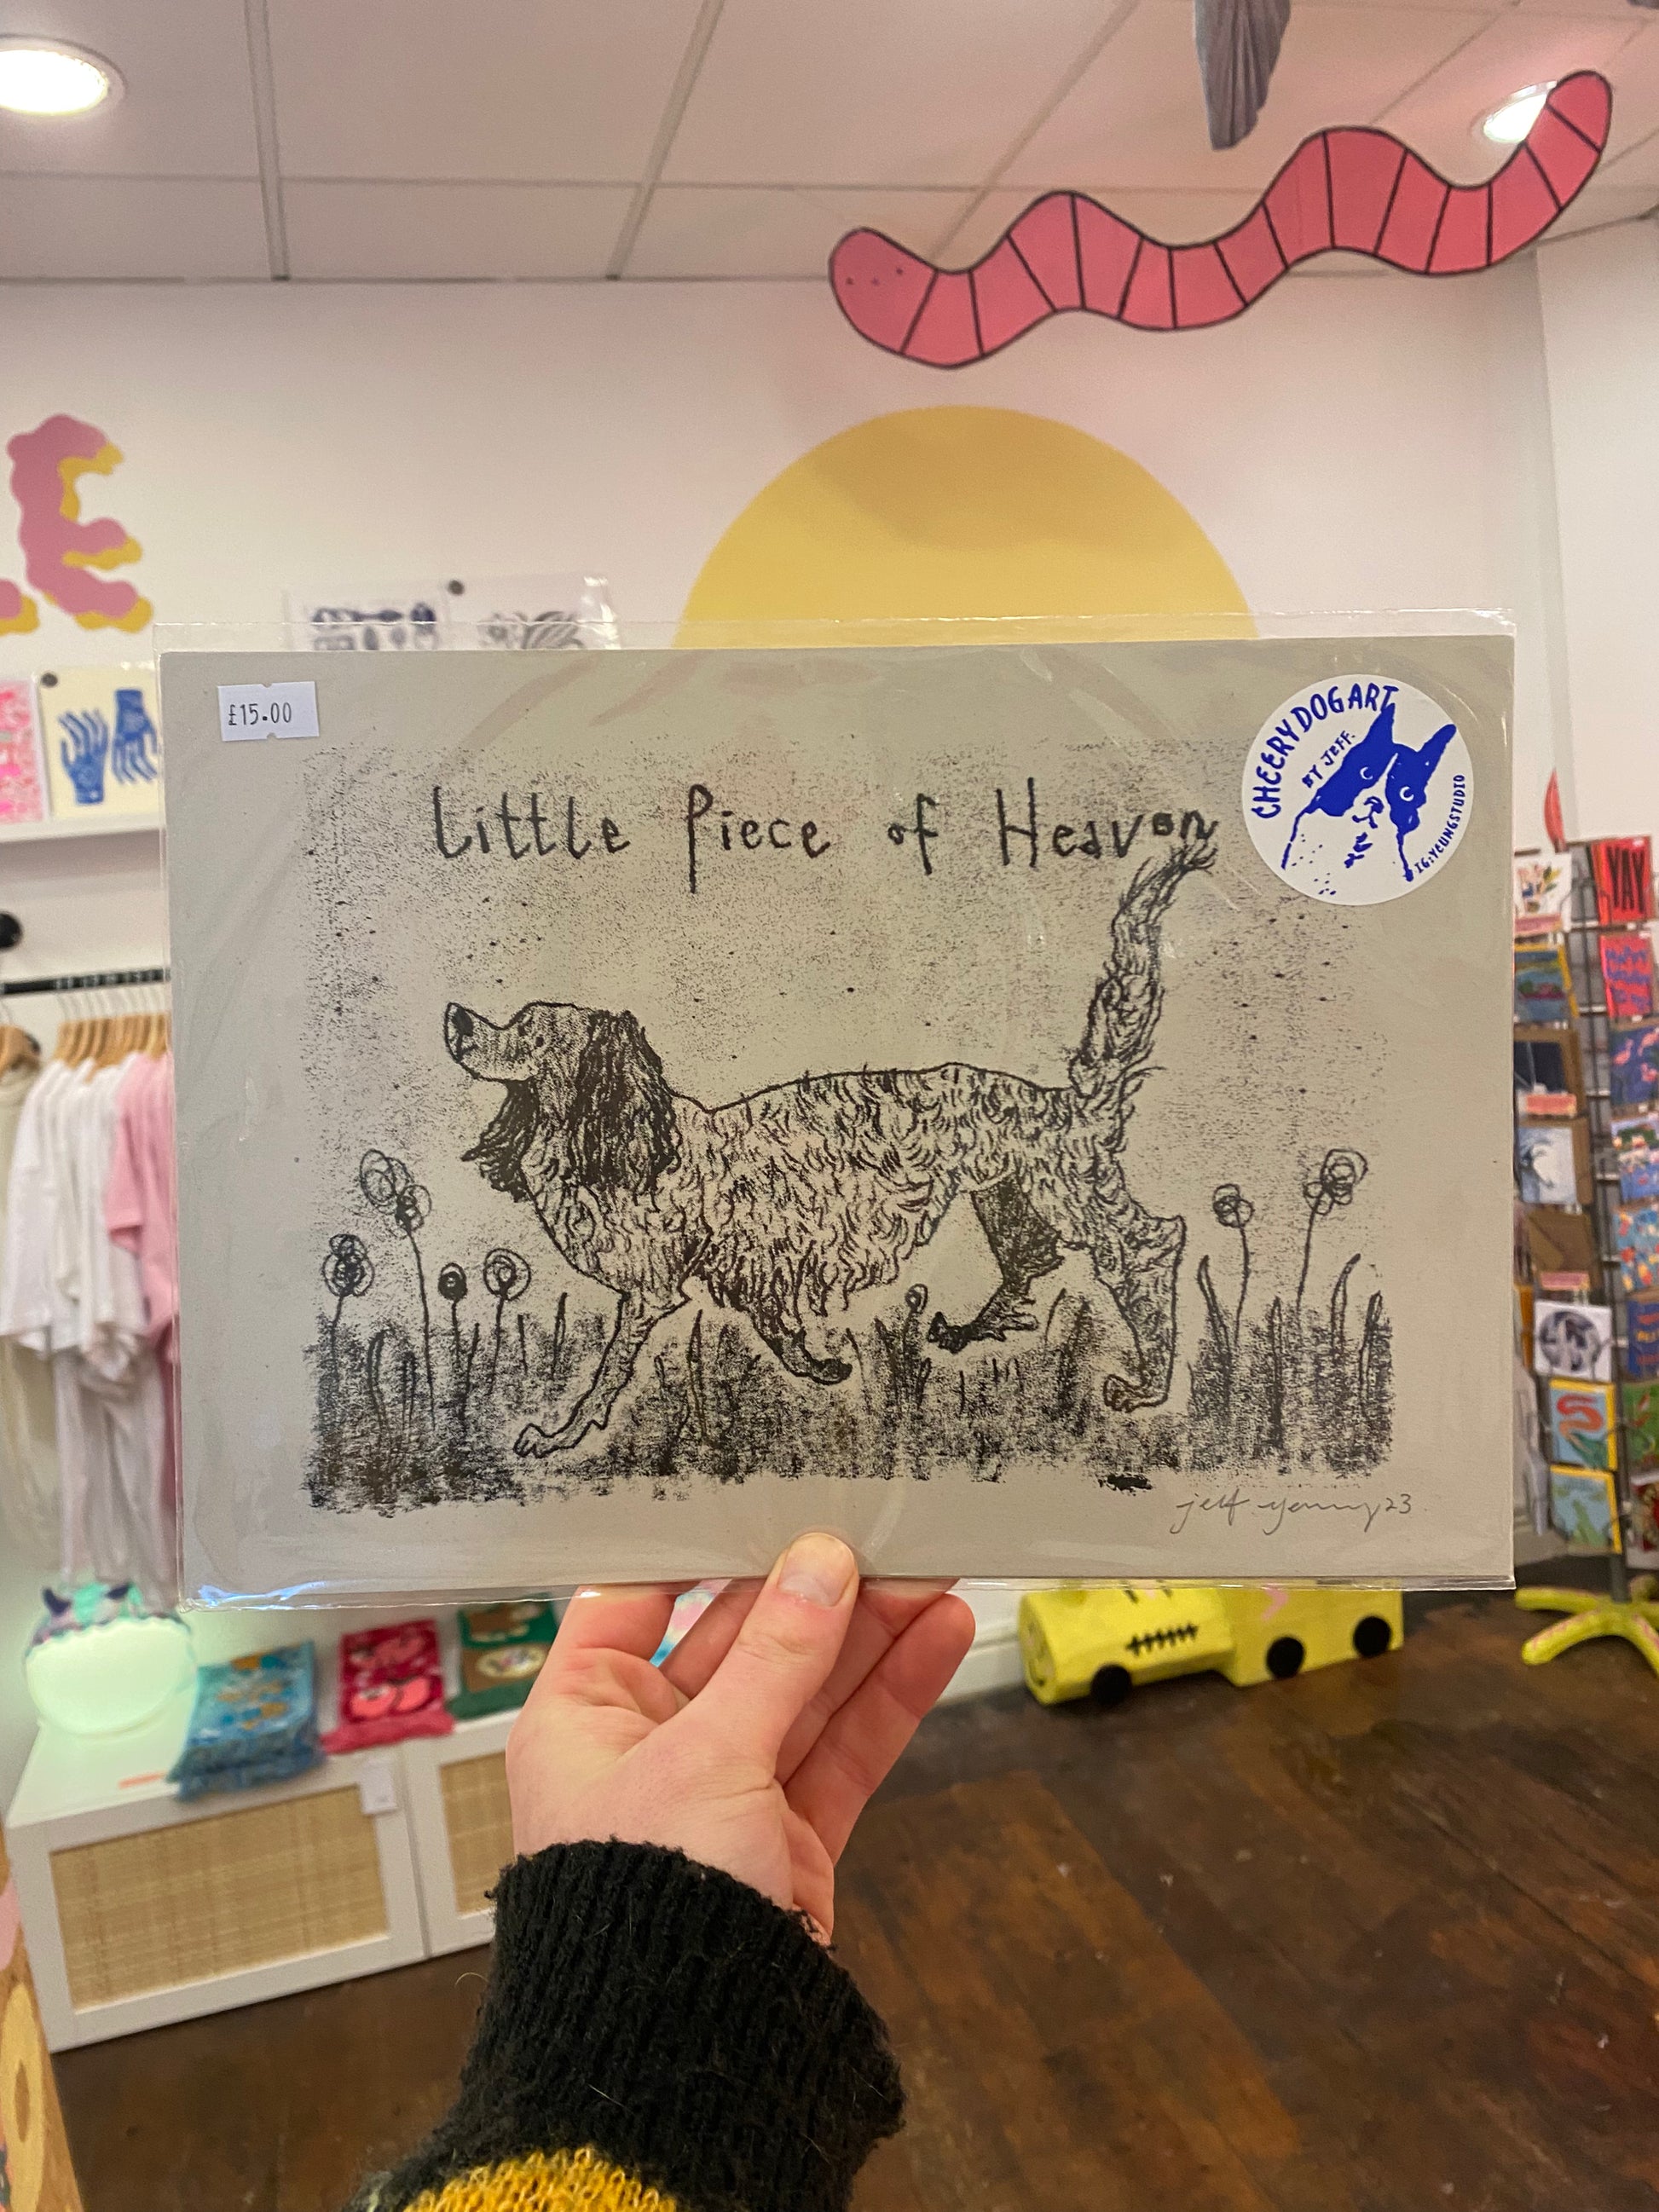 £15.00
Little Piece of Heaven
CHEERY DOG ART
BY JEFF.
IG:YEUNGSTUDIO
jeff yeung 23
YAY
E